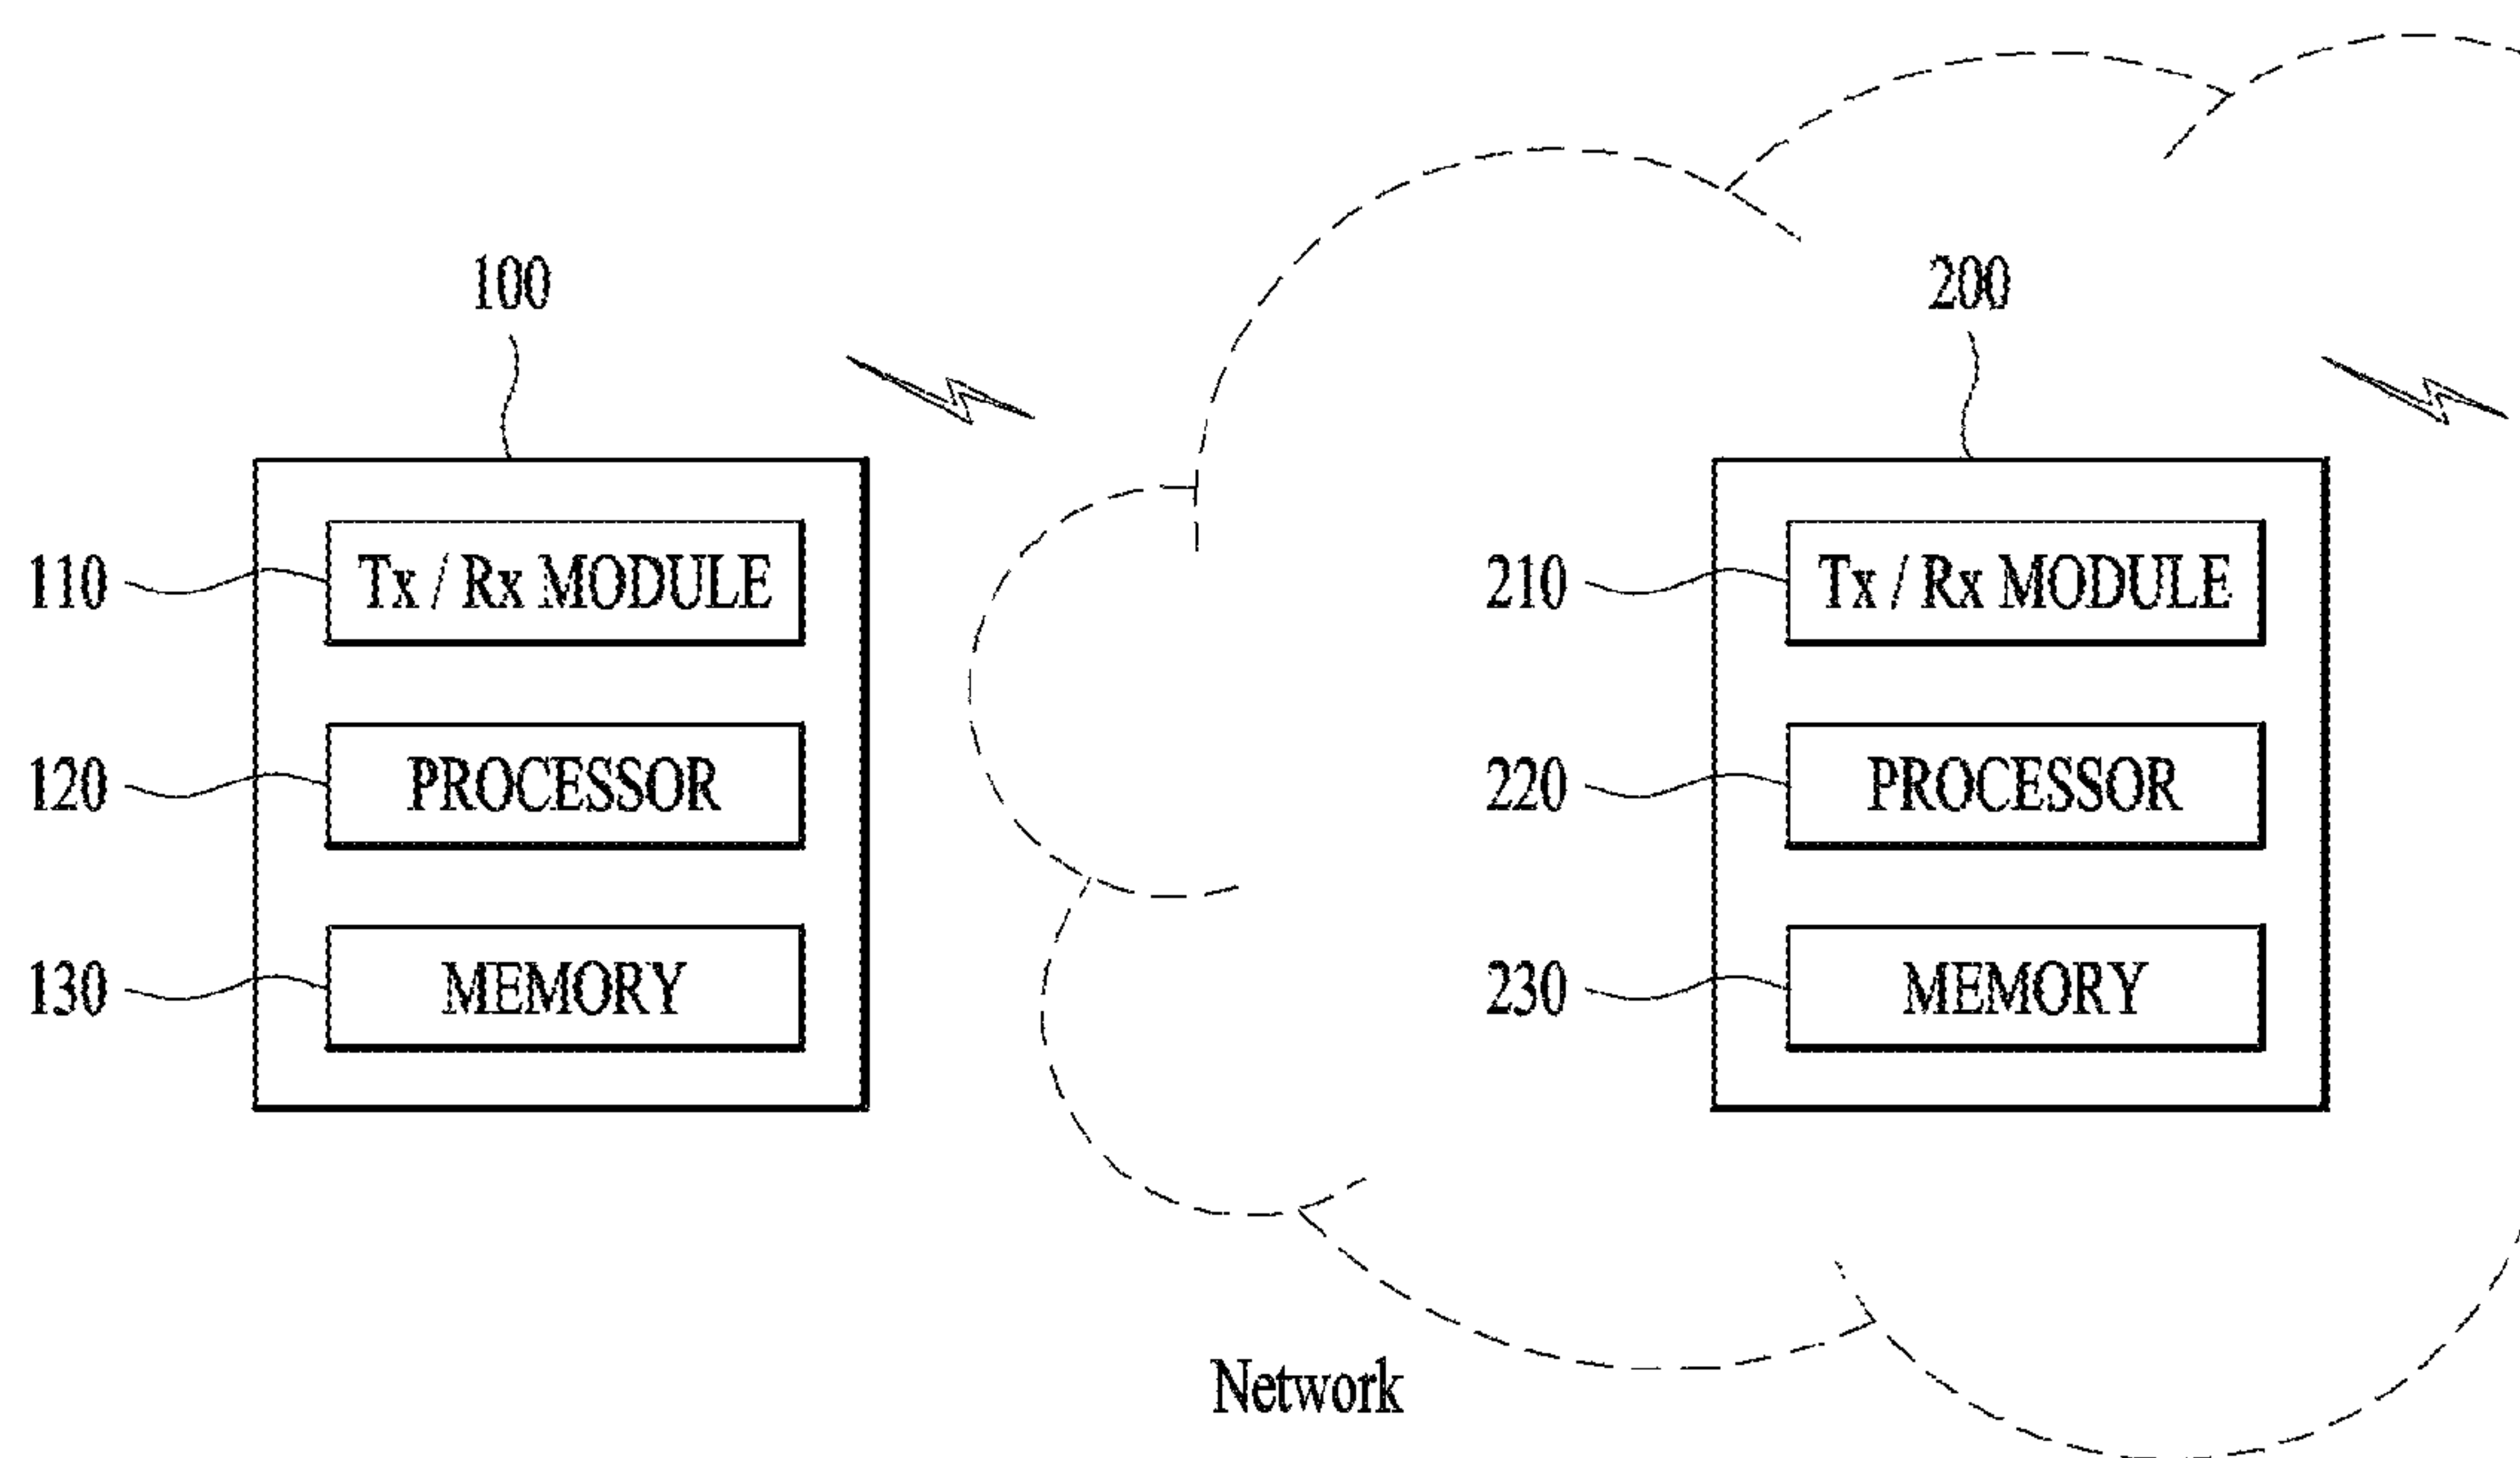 100
200
110 Tx / Rx MODULE
210 Tx / Rx MODULE
120 PROCESSOR
220 PROCESSOR
130 MEMORY
230 MEMORY
Network